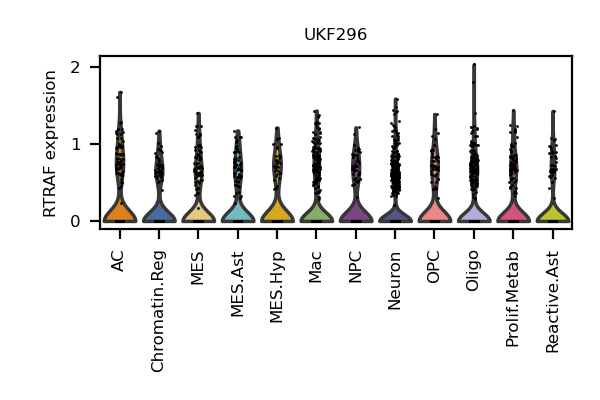 UKF296
RTRAF expression
2
1
0
AC
Chromatin.Reg
MES
MES.Ast
MES.Hyp
Mac
NPC
Neuron
OPC
Oligo
Prolif.Metab
Reactive.Ast